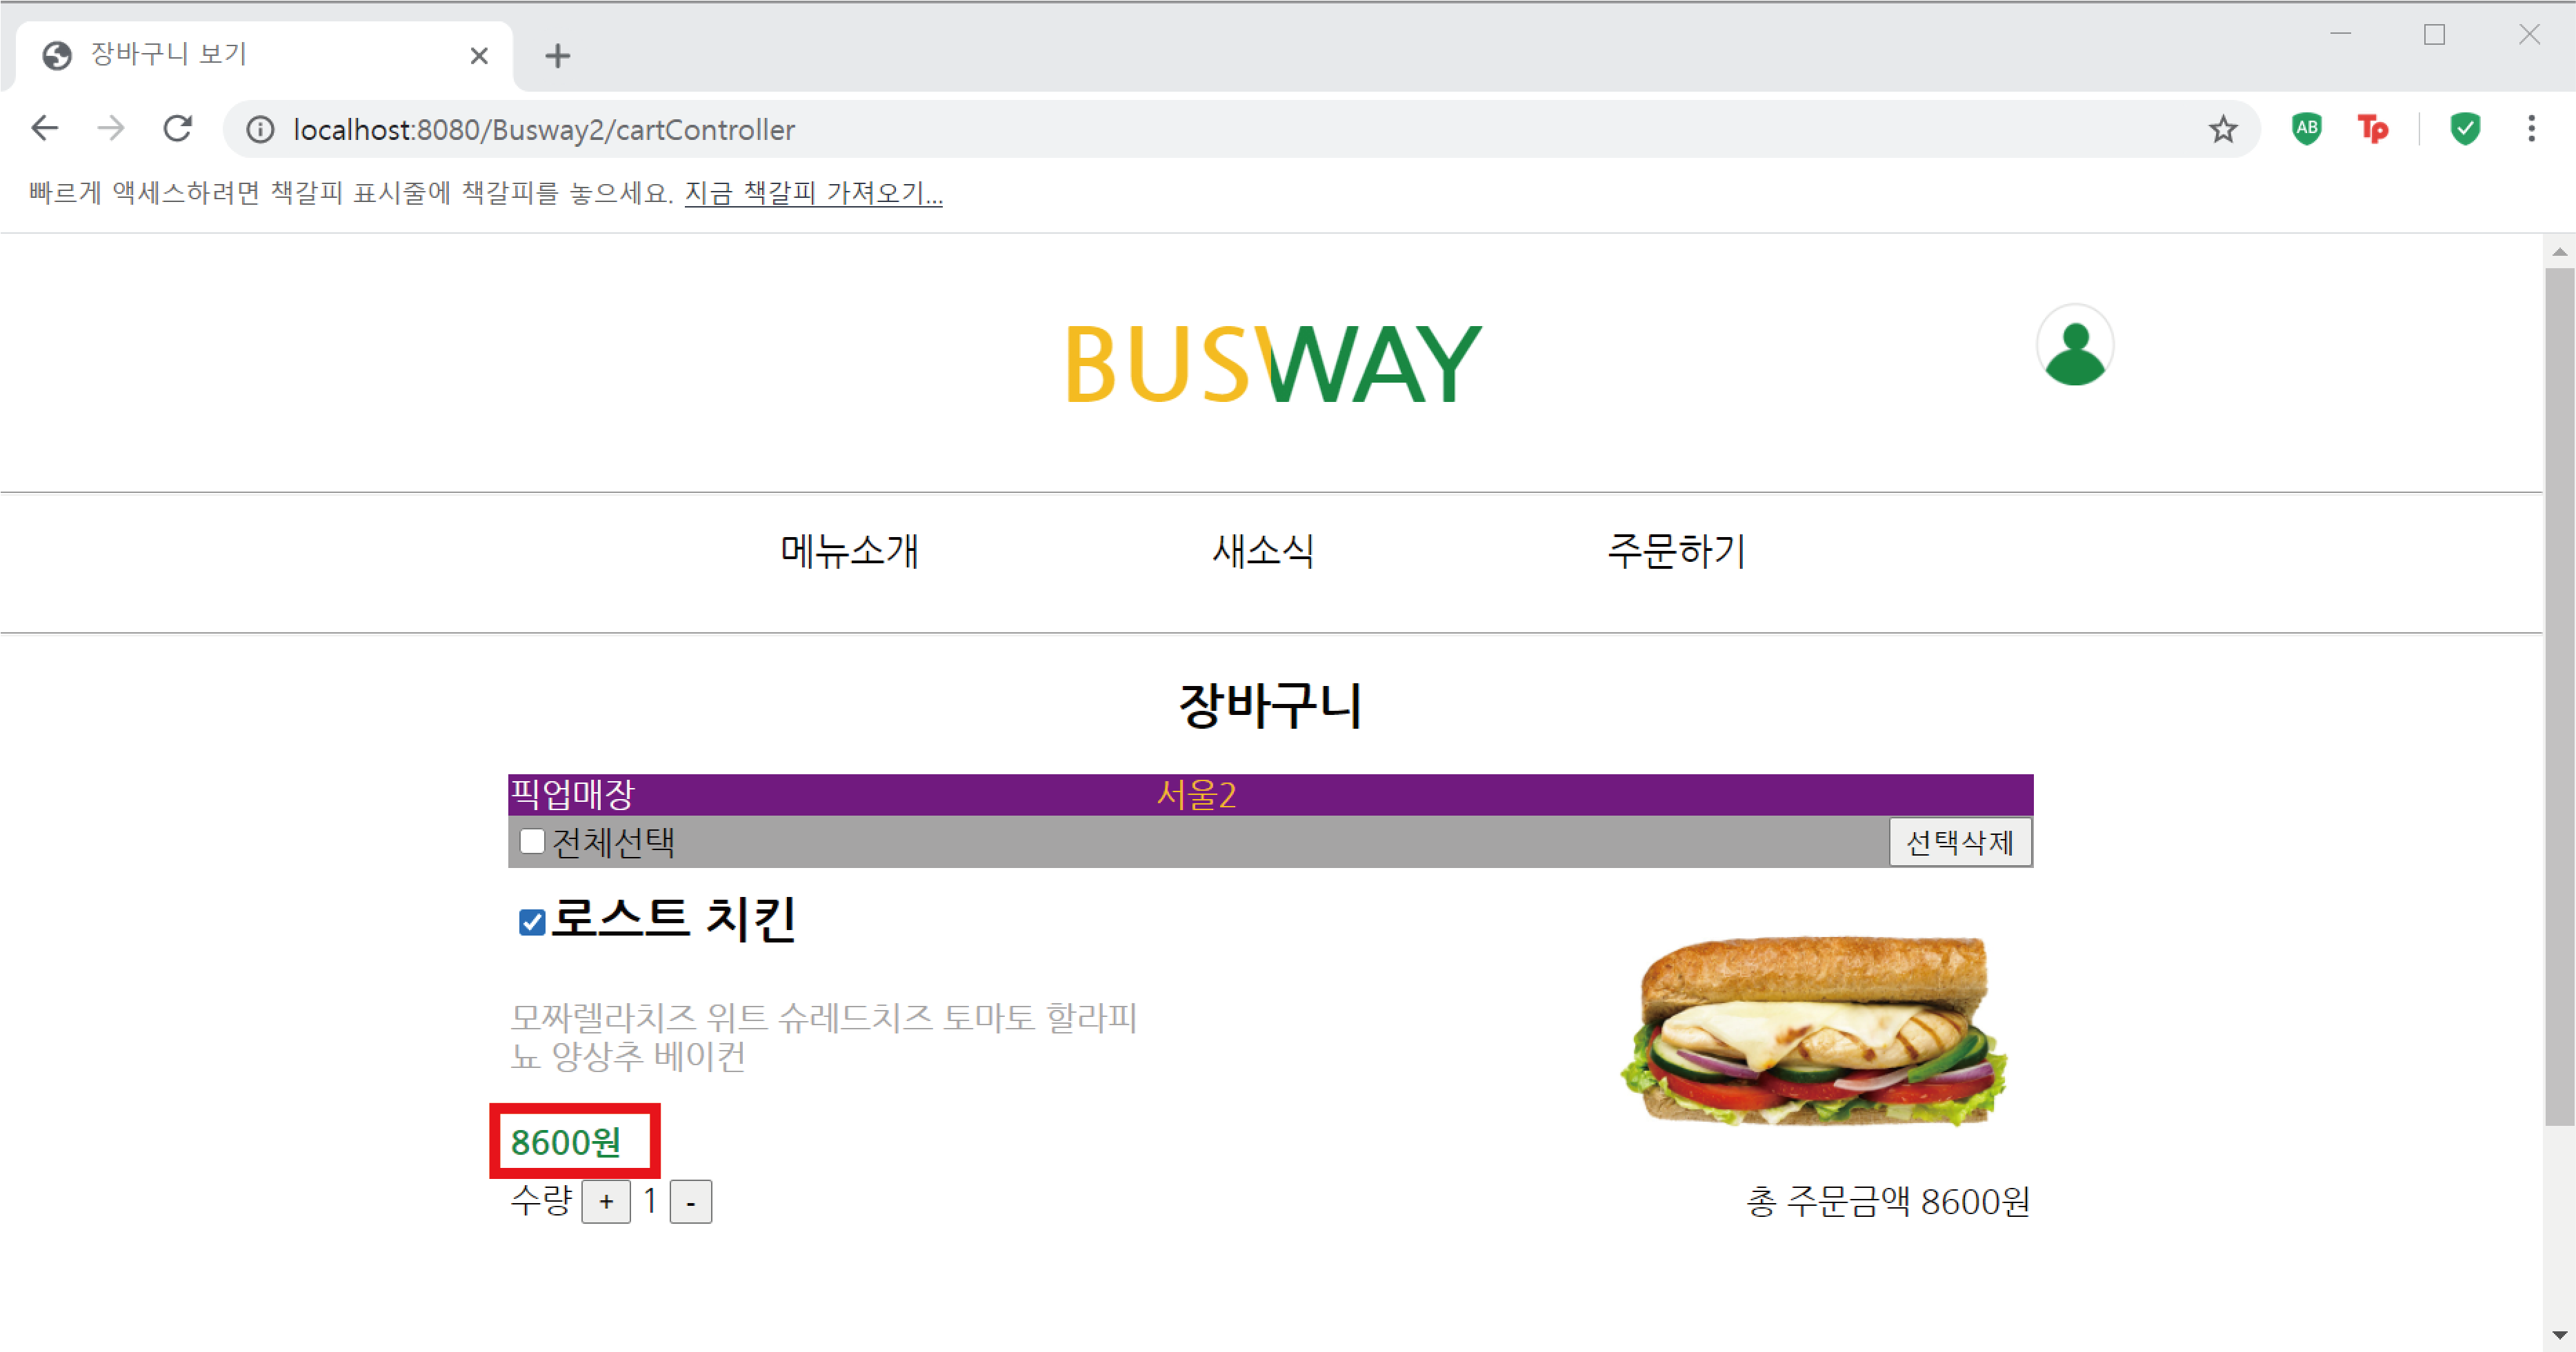 장바구니 보기
localhost:8080/Busway2/cartController
AB
Tp
빠르게 액세스하려면 책갈피 표시줄에 책갈피를 놓으세요. 지금 책갈피 가져오기...
BUSWAY
메뉴소개 새소식 주문하기
장바구니
픽업매장 서울2
전체선택 선택삭제
로스트 치킨
모짜렐라치즈 위트 슈레드치즈 토마토 할라피
뇨 양상추 베이컨
8600원
수량 + 1 - 총 주문금액 8600원